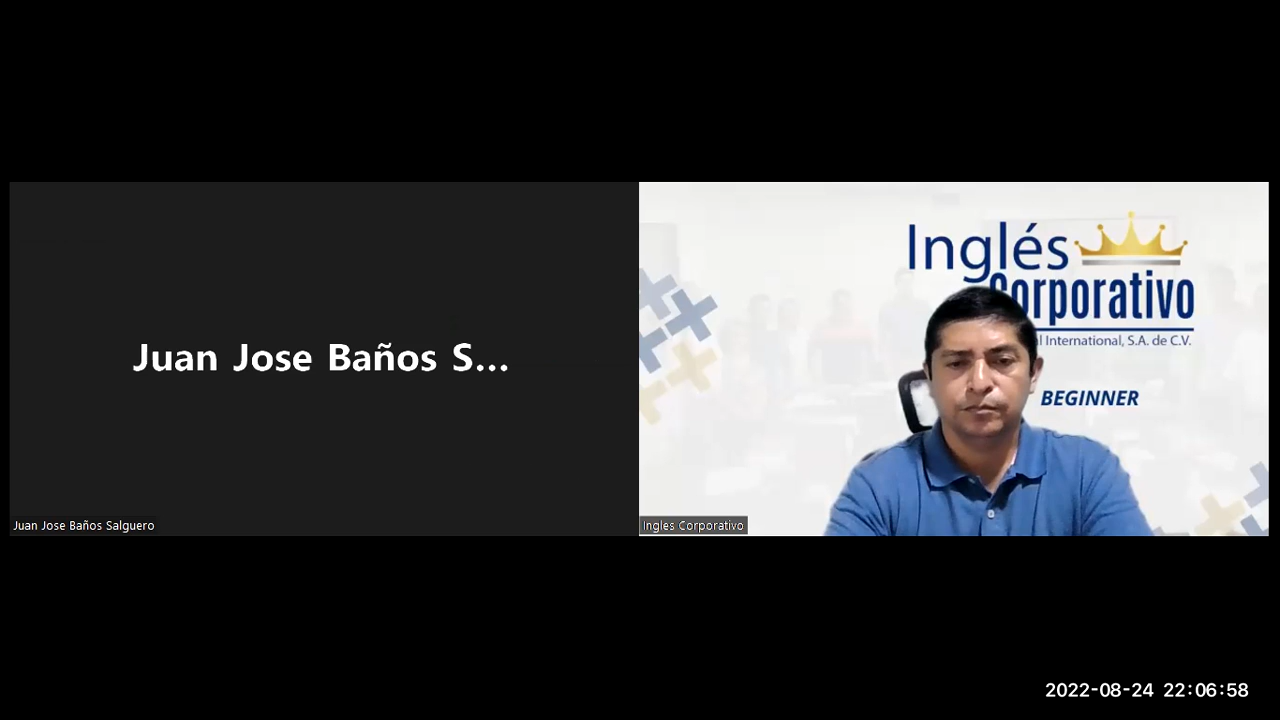 Juan Jose Baños S...
Juan Jose Baños Salguero
Inglés
Corporativo
l International, S.A. de C.V.
BEGINNER
Ingles Corporativo
2022-08-24 22:06:58